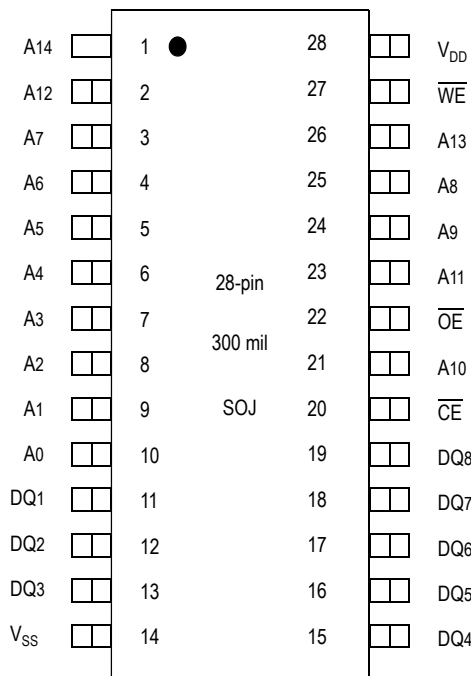 A14 1 28 VDD
A12 2 27 W̅E̅
A7 3 26 A13
A6 4 25 A8
A5 5 24 A9
A4 6 23 A11
28-pin
A3 7 22 O̅E̅
300 mil
A2 8 21 A10
A1 9 SOJ 20 C̅E̅
A0 10 19 DQ8
DQ1 11 18 DQ7
DQ2 12 17 DQ6
DQ3 13 16 DQ5
VSS 14 15 DQ4